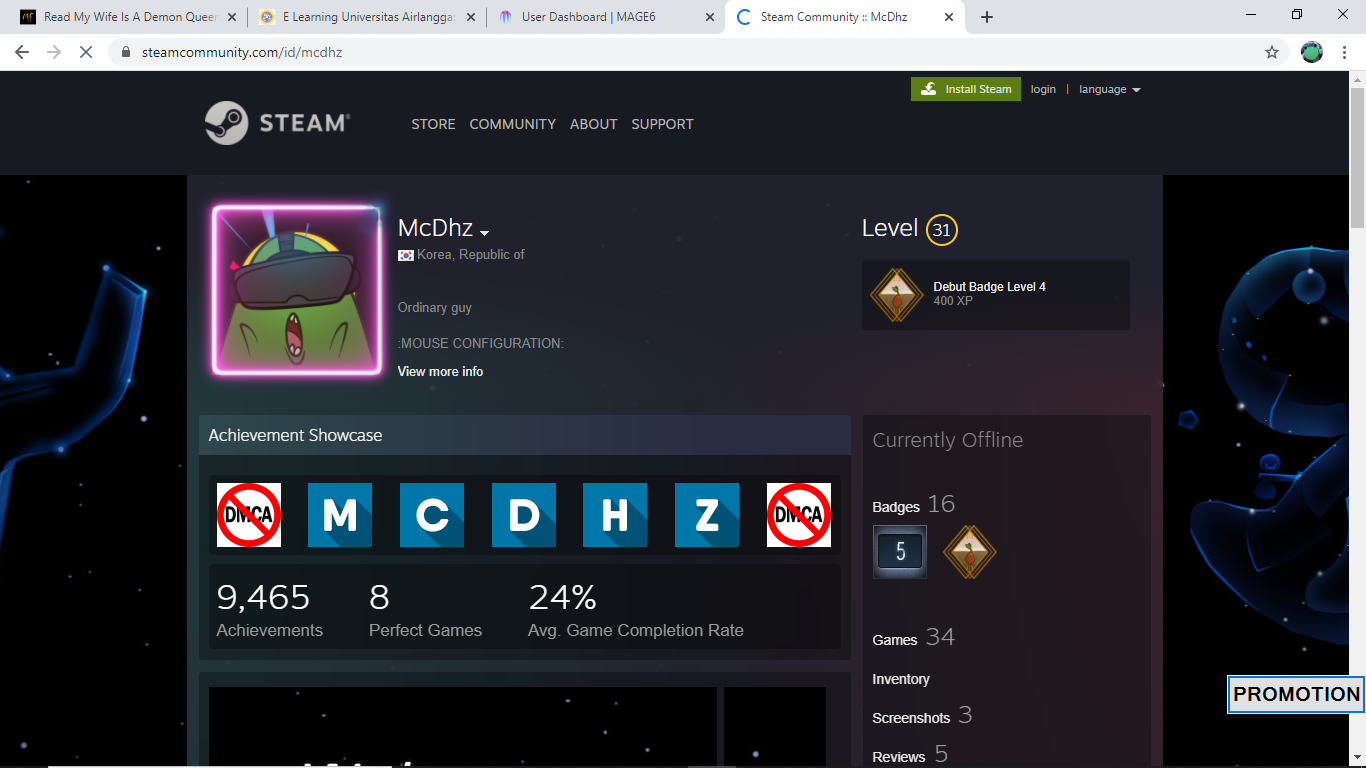 Read My Wife Is A Demon Queen
E Learning Universitas Airlangga:
User Dashboard | MAGE6
Steam Community :: McDhz
steamcommunity.com/id/mcdhz
Install Steam
login | language
STEAM®
STORE COMMUNITY ABOUT SUPPORT
McDhz
Korea, Republic of
Ordinary guy
:MOUSE CONFIGURATION:
View more info
Level 31
Debut Badge Level 4
400 XP
Achievement Showcase
DMCA M C D H Z DMCA
9,465 8 24%
Achievements Perfect Games Avg. Game Completion Rate
Currently Offline
Badges 16
5
Games 34
Inventory
Screenshots 3
Reviews 5
PROMOTION